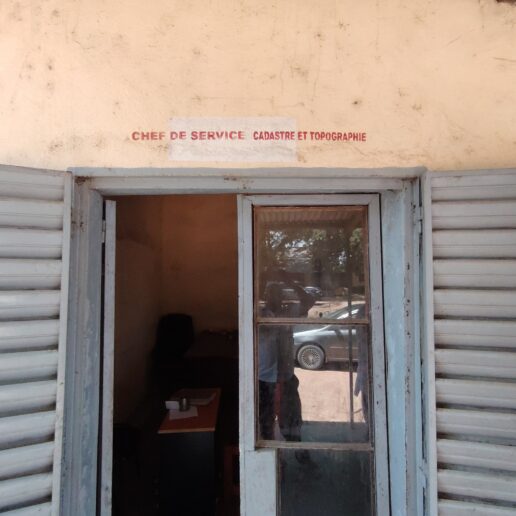 CHEF DE SERVICE CADASTRE ET TOPOGRAPHIE